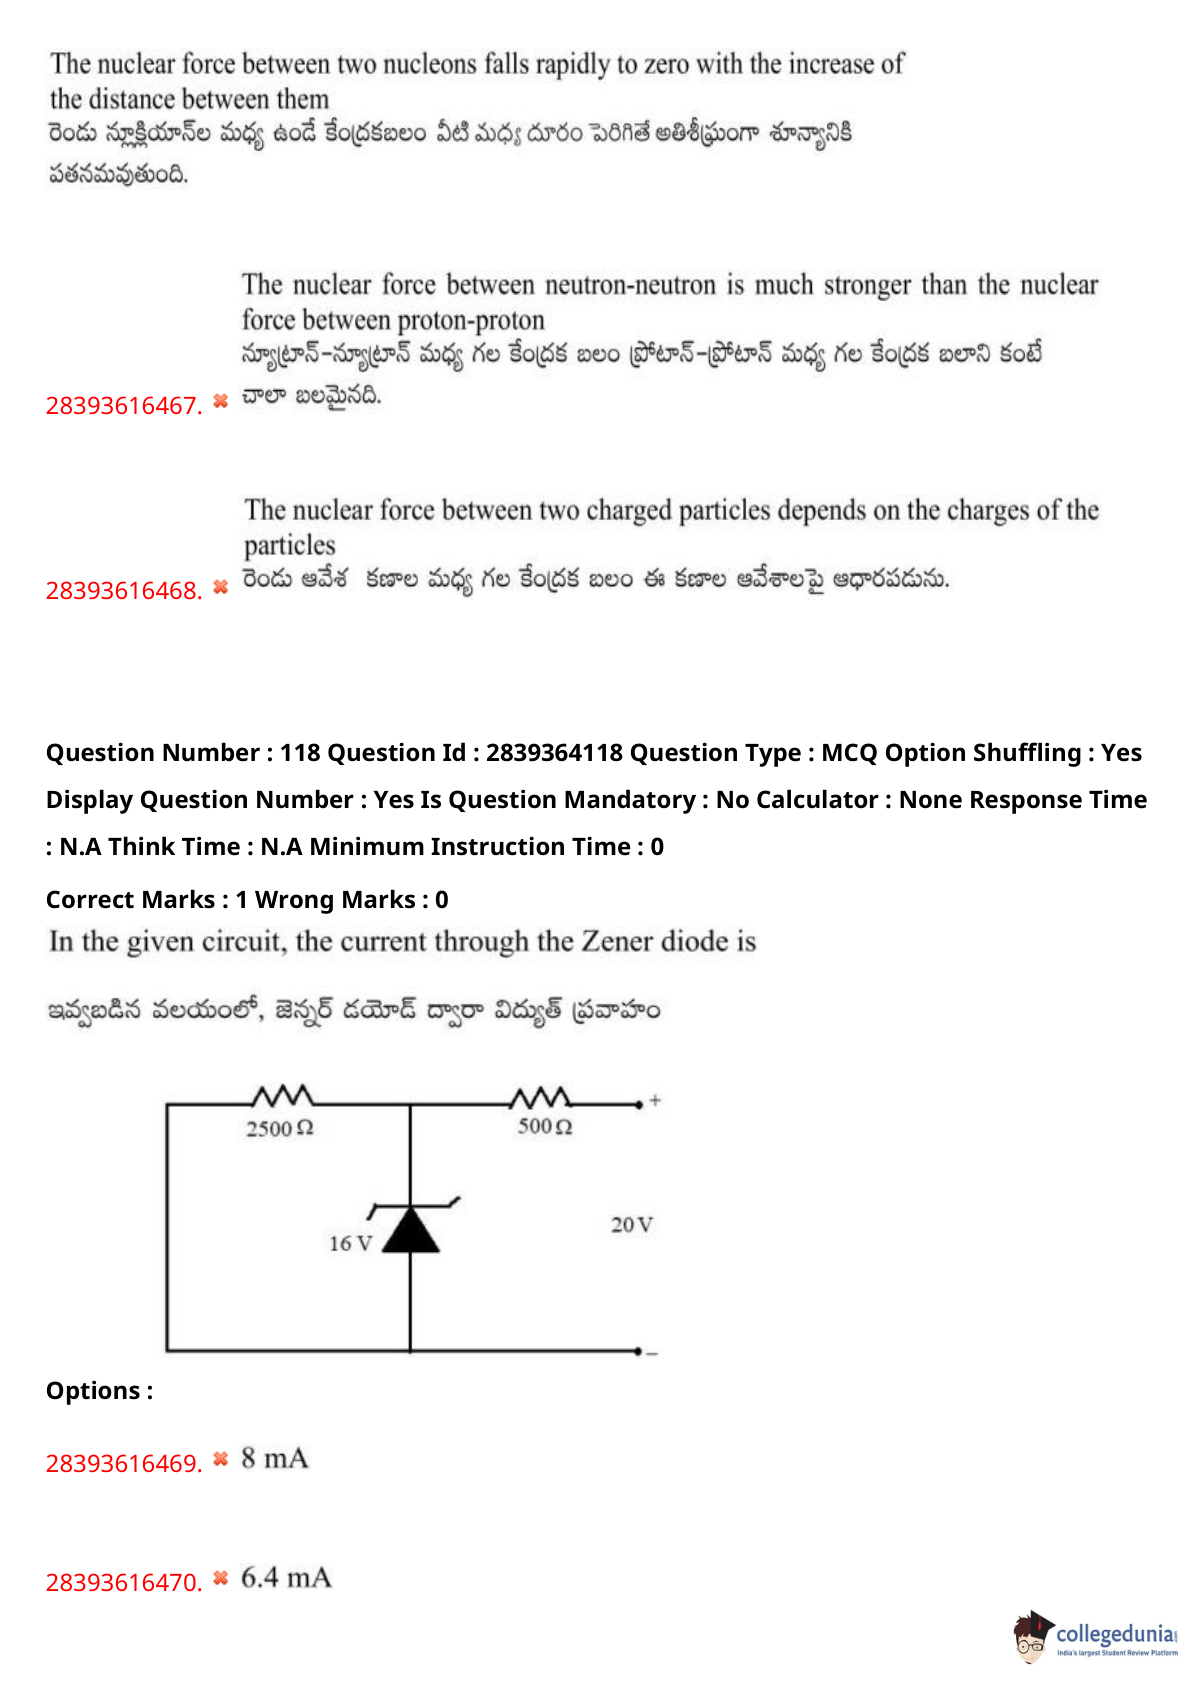 The nuclear force between two nucleons falls rapidly to zero with the increase of
the distance between them
రెండు న్యూక్లియాన్‌ల మధ్య ఉండే కేంద్రకబలం వీటి మధ్య దూరం పెరిగితే అతిశీఘ్రంగా శూన్యానికి
పతనమవుతుంది.
The nuclear force between neutron-neutron is much stronger than the nuclear
force between proton-proton
న్యూట్రాన్-న్యూట్రాన్ మధ్య గల కేంద్రక బలం ప్రోటాన్-ప్రోటాన్ మధ్య గల కేంద్రక బలాని కంటే
28393616467. చాలా బలమైనది.
The nuclear force between two charged particles depends on the charges of the
particles
28393616468. రెండు ఆవేశ కణాల మధ్య గల కేంద్రక బలం ఈ కణాల ఆవేశాలపై ఆధారపడును.
Question Number : 118 Question Id : 2839364118 Question Type : MCQ Option Shuffling : Yes
Display Question Number : Yes Is Question Mandatory : No Calculator : None Response Time
: N.A Think Time : N.A Minimum Instruction Time : 0
Correct Marks : 1 Wrong Marks : 0
In the given circuit, the current through the Zener diode is
ఇవ్వబడిన వలయంలో, జెన్నర్ డయోడ్ ద్వారా విద్యుత్ ప్రవాహం
2500 Ω
500 Ω
+
16 V
20 V
–
Options :
28393616469. 8 mA
28393616470. 6.4 mA
collegedunia
India's largest Student Review Platform